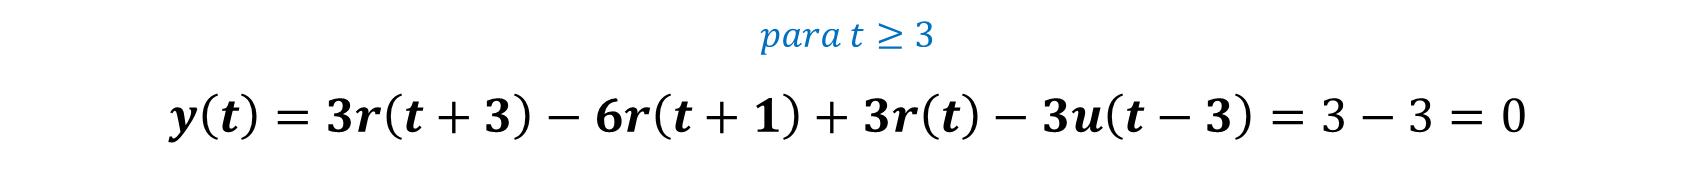 para t ≥ 3
y(t) = 3r(t + 3) − 6r(t + 1) + 3r(t) − 3u(t − 3) = 3 − 3 = 0